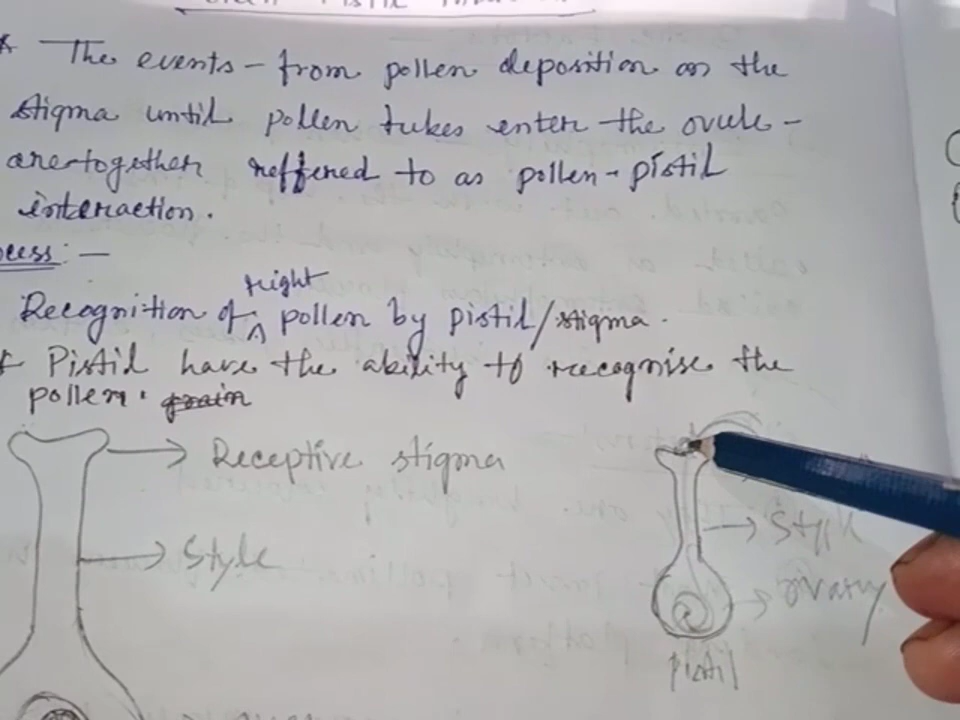 The events - from pollen deposition on the
stigma until pollen tubes enter the ovule -
are together reffered to as pollen - pistil
interaction.
ocess : -
right
Recognition of ^ pollen by pistil/stigma.
* Pistil have the ability to recognise the
pollen. grain
Receptive stigma
Style
Style
ovary
pistil